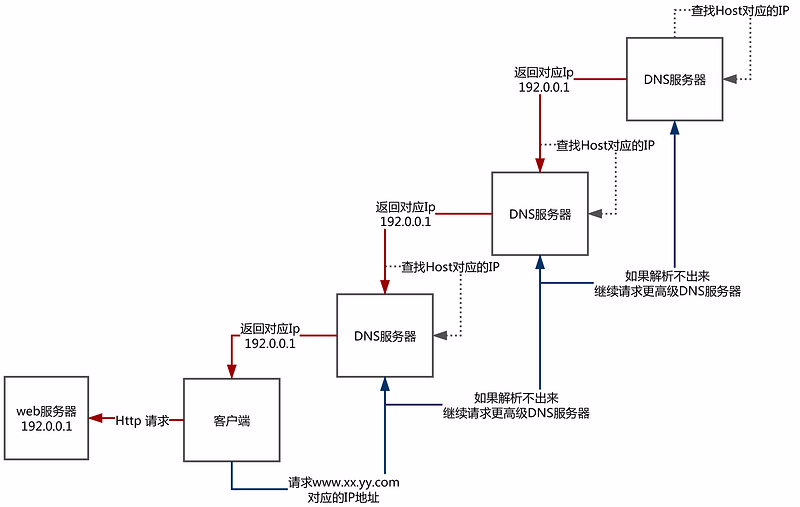 查找Host对应的IP
DNS服务器
返回对应Ip
192.0.0.1
查找Host对应的IP
DNS服务器
返回对应Ip
192.0.0.1
如果解析不出来
继续请求更高级DNS服务器
查找Host对应的IP
DNS服务器
返回对应Ip
192.0.0.1
如果解析不出来
继续请求更高级DNS服务器
web服务器
192.0.0.1
Http 请求
客户端
请求www.xx.yy.com
对应的IP地址